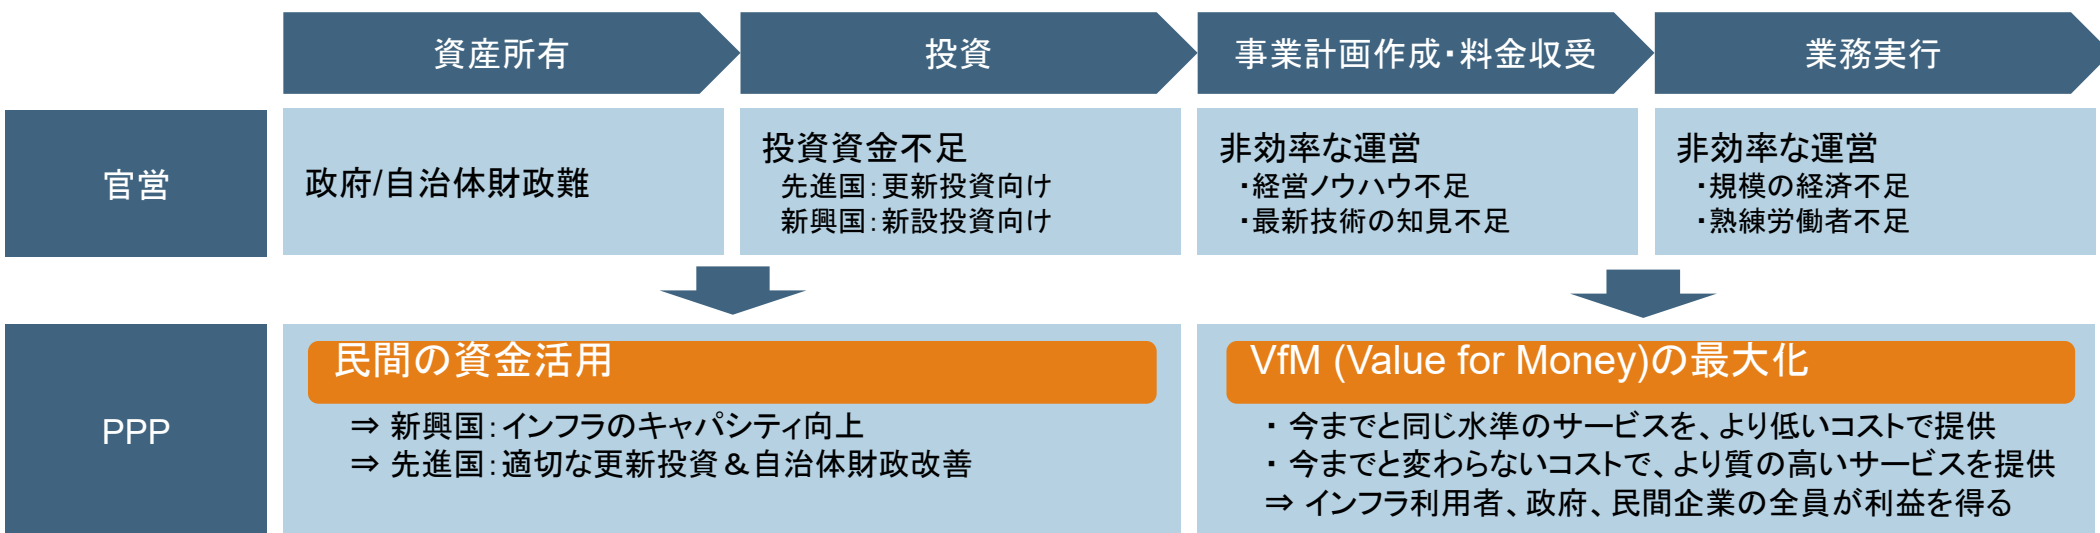 資産所有
投資
事業計画作成・料金収受
業務実行
官営
政府/自治体財政難
投資資金不足
先進国：更新投資向け
新興国：新設投資向け
非効率な運営
・経営ノウハウ不足
・最新技術の知見不足
非効率な運営
・規模の経済不足
・熟練労働者不足
PPP
民間の資金活用
⇒ 新興国：インフラのキャパシティ向上
⇒ 先進国：適切な更新投資＆自治体財政改善
VfM (Value for Money)の最大化
・ 今までと同じ水準のサービスを、より低いコストで提供
・ 今までと変わらないコストで、より質の高いサービスを提供
⇒ インフラ利用者、政府、民間企業の全員が利益を得る